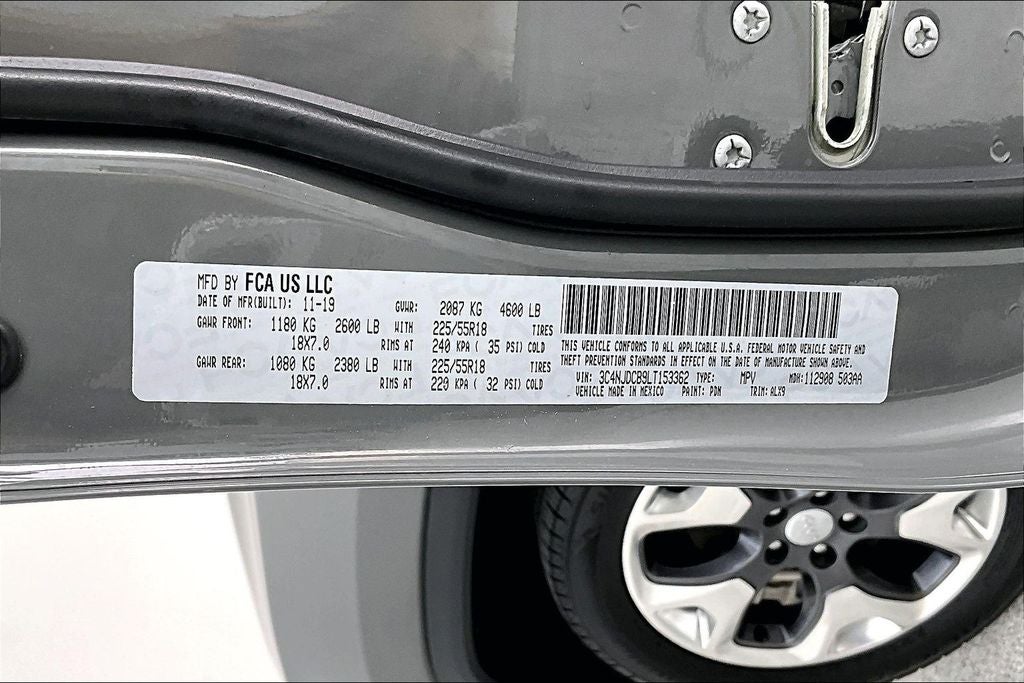 MFD BY FCA US LLC
DATE OF MFR(BUILT): 11-19 GVWR: 2087 KG 4600 LB
GAWR FRONT: 1180 KG 2600 LB WITH 225/55R18 TIRES
18X7.0 RIMS AT 240 KPA ( 35 PSI) COLD
GAWR REAR: 1080 KG 2380 LB WITH 225/55R18 TIRES
18X7.0 RIMS AT 220 KPA ( 32 PSI) COLD
THIS VEHICLE CONFORMS TO ALL APPLICABLE U.S.A. FEDERAL MOTOR VEHICLE SAFETY AND
THEFT PREVENTION STANDARDS IN EFFECT ON THE DATE OF MANUFACTURE SHOWN ABOVE.
VIN: 3C4NJDCB9LT153362 TYPE: MPV MDH: 112908 503AA
VEHICLE MADE IN MEXICO PAINT: PDN TRIM: ALX9